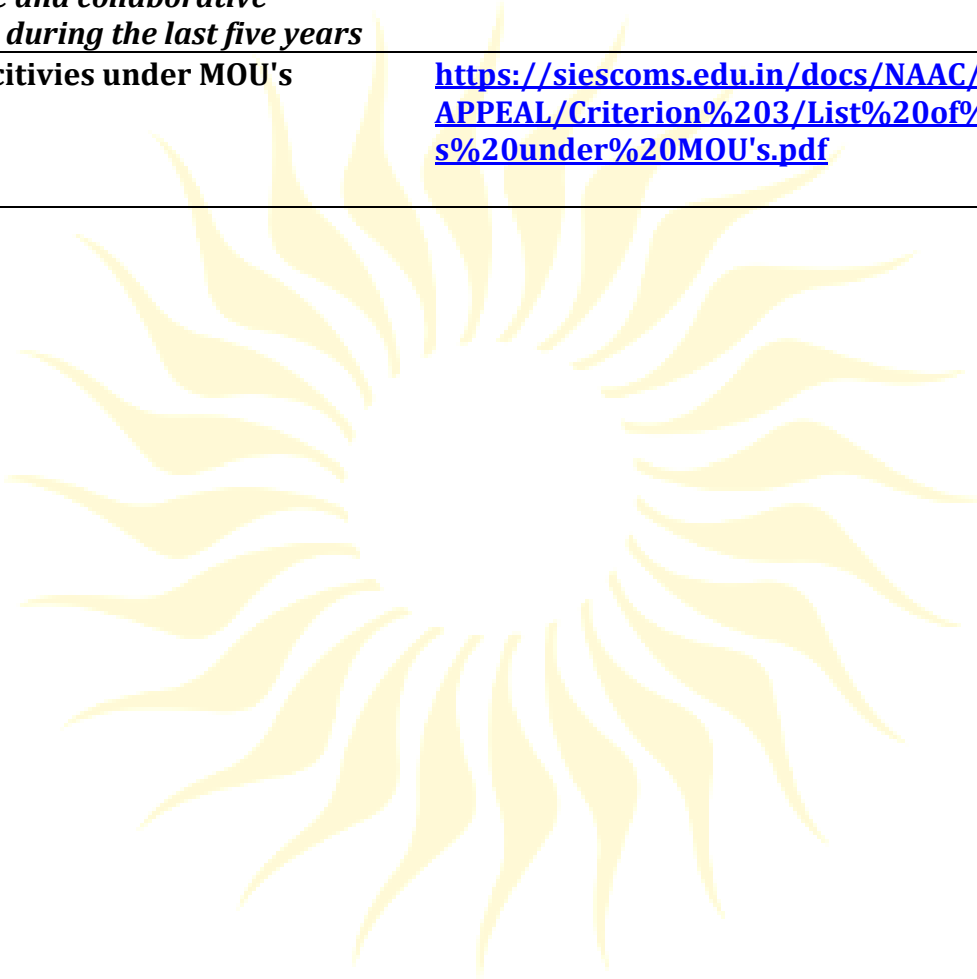 and collaborative
during the last five years
citivies under MOU's
https://siescoms.edu.in/docs/NAAC/
APPEAL/Criterion%203/List%20of%
s%20under%20MOU's.pdf